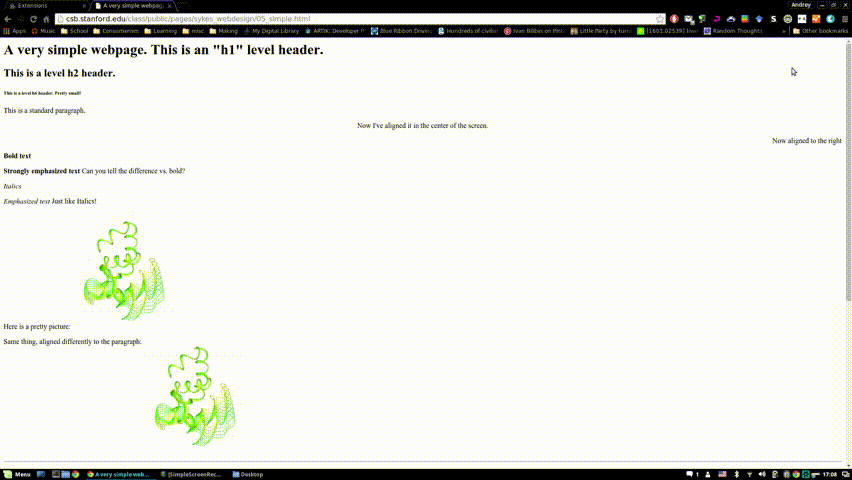 Extensions
A very simple webpag
Andrey
csb.stanford.edu/class/public/pages/sykes_webdesign/05_simple.html
Apps Music School Consumerism Learning misc Making My Digital Library ARTIK: Developer F Blue Ribbon Drivin Hundreds of civilia Ivan Bilibei on Pint Little Party by turn [1601.02539] Inver Random Thoughts Other bookmarks
A very simple webpage. This is an "h1" level header.
This is a level h2 header.
This is a level h6 header. Pretty small!
This is a standard paragraph.
Now I've aligned it in the center of the screen.
Now aligned to the right
Bold text
Strongly emphasized text Can you tell the difference vs. bold?
Italics
Emphasized text Just like Italics!
Here is a pretty picture:
Same thing, aligned differently to the paragraph:
Menu A very simple web... [SimpleScreenRec... Desktop 1 17:08